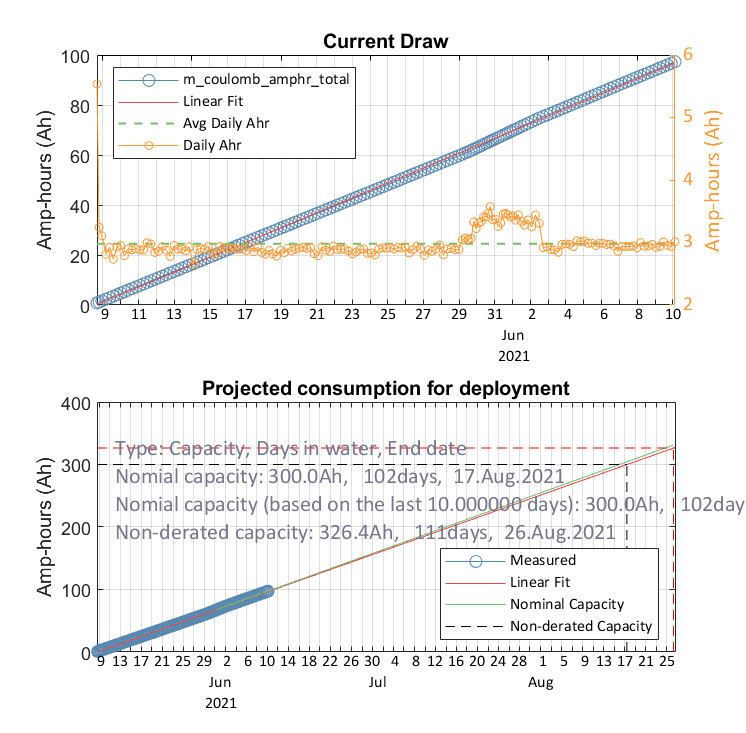 Current Draw
100
80
60
40
20
0
Amp-hours (Ah)
6
5
4
3
2
Amp-hours (Ah)
m_coulomb_amphr_total
Linear Fit
Avg Daily Ahr
Daily Ahr
9 11 13 15 17 19 21 23 25 27 29 31 2 4 6 8 10
Jun
2021
Projected consumption for deployment
400
300
200
100
0
Amp-hours (Ah)
Type: Capacity, Days in water, End date
Nomial capacity: 300.0Ah, 102days, 17.Aug.2021
Nomial capacity (based on the last 10.000000 days): 300.0Ah, 102day
Non-derated capacity: 326.4Ah, 111days, 26.Aug.2021
Measured
Linear Fit
Nominal Capacity
Non-derated Capacity
9 13 17 21 25 29 2 6 10 14 18 22 26 30 4 8 12 16 20 24 28 1 5 9 13 17 21 25
Jun Jul Aug
2021